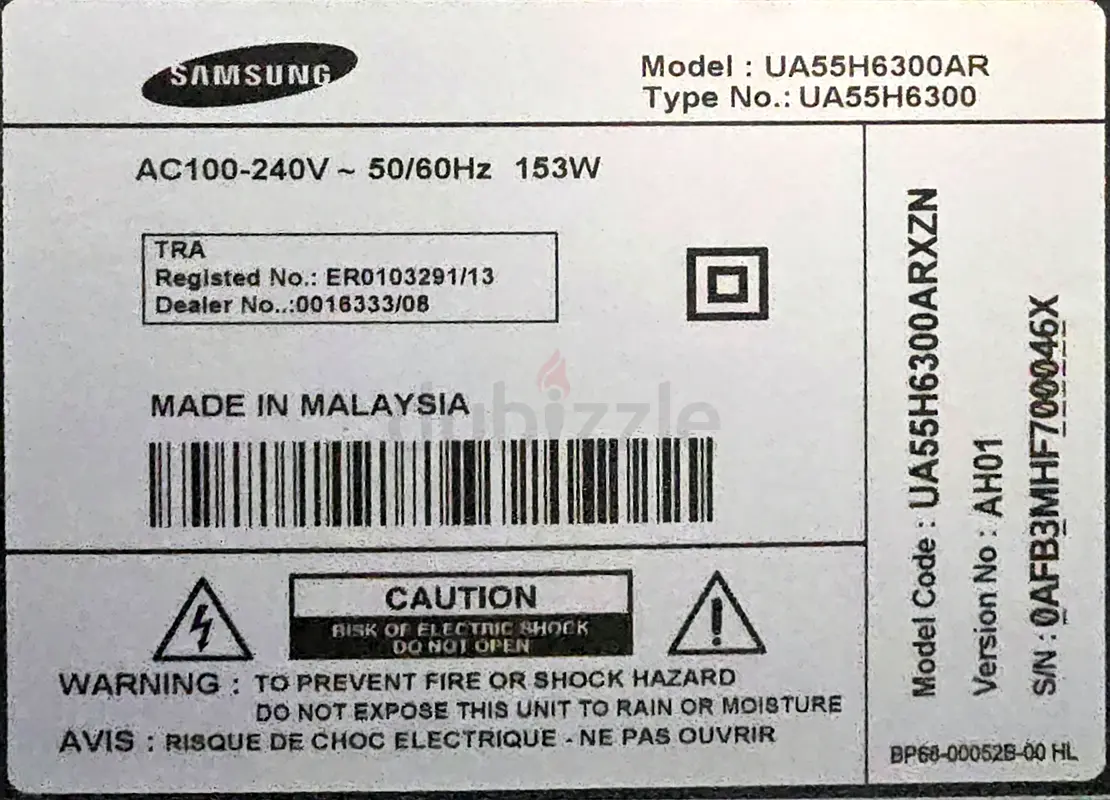 SAMSUNG
Model : UA55H6300AR
Type No.: UA55H6300
AC100-240V ~ 50/60Hz 153W
TRA
Registed No.: ER0103291/13
Dealer No..:0016333/08
MADE IN MALAYSIA
dubizzle
CAUTION
RISK OF ELECTRIC SHOCK
DO NOT OPEN
WARNING : TO PREVENT FIRE OR SHOCK HAZARD
DO NOT EXPOSE THIS UNIT TO RAIN OR MOISTURE
AVIS : RISQUE DE CHOC ELECTRIQUE - NE PAS OUVRIR
Model Code : UA55H6300ARXZN
Version No : AH01
S/N : 0AFB3MHF700046X
BP68-00052B-00 HL